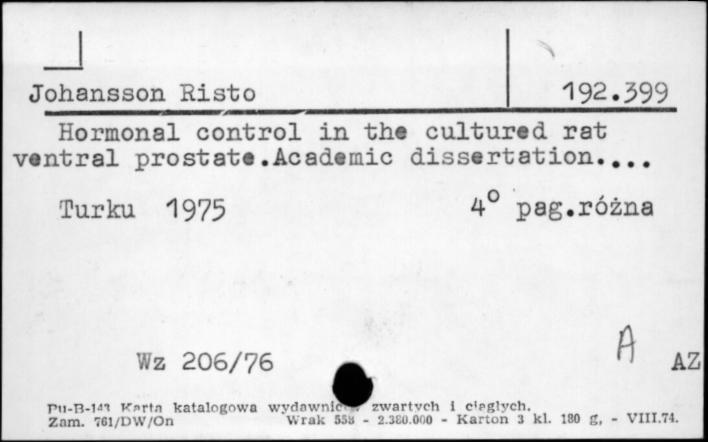 Johansson Risto 192.399
Hormonal control in the cultured rat
ventral prostate.Academic dissertation....
Turku 1975 4° pag.różna
A
Wz 206/76 AZ
Pu-B-143 Karta katalogowa zwartych i ciągłych.
Zam. 761/DW/On Wrak 558 - 2.380.000 - Karton 3 kl. 180 g. - VIII.74.